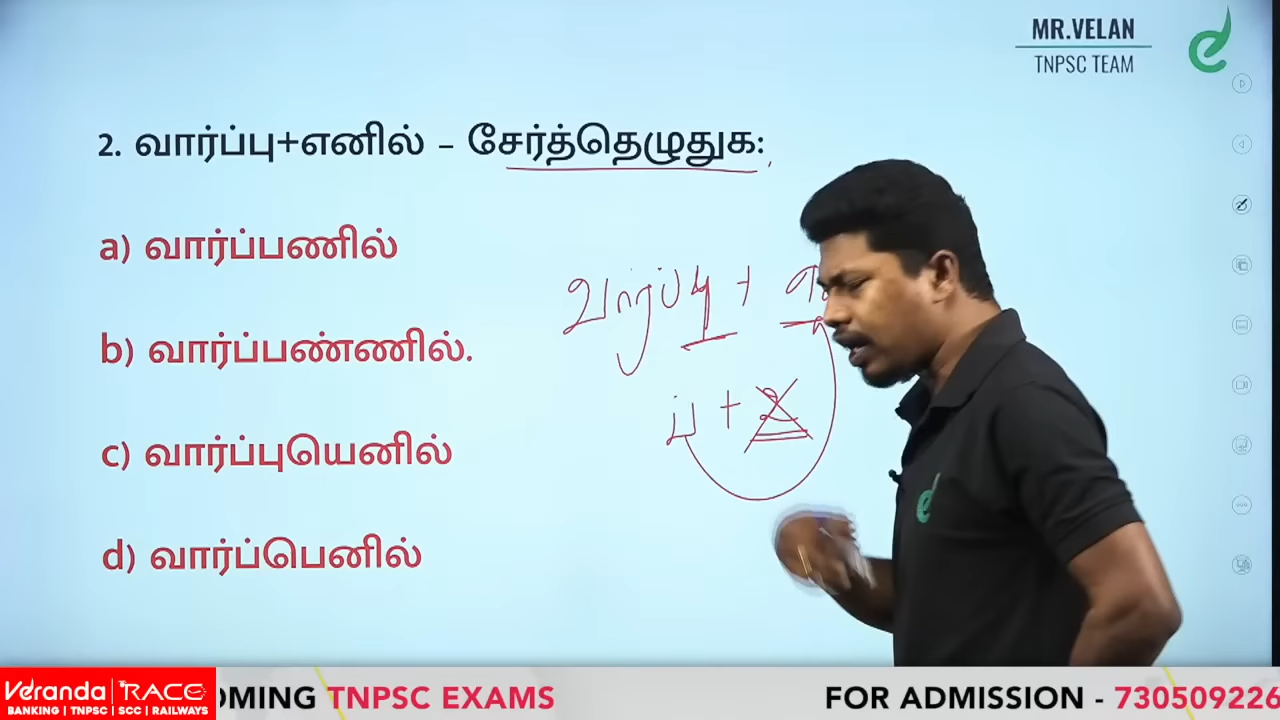 MR.VELAN
TNPSC TEAM
2. வார்ப்பு+எனில் – சேர்த்தெழுதுக:
a) வார்ப்பணில்
b) வார்ப்பண்ணில்.
c) வார்ப்புயெனில்
d) வார்ப்பெனில்
வார்ப்பு + எ
ப் + உ
Veranda RACE
BANKING | TNPSC | SCC | RAILWAYS
OMING TNPSC EXAMS
FOR ADMISSION - 730509226